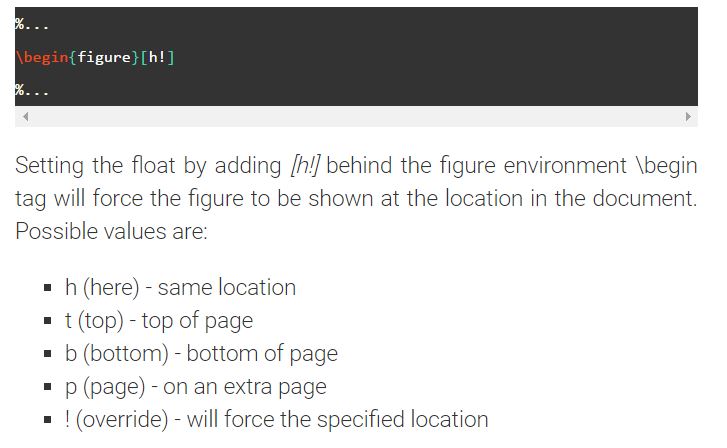 %...
\begin{figure}[h!]
%...
Setting the float by adding [h!] behind the figure environment \begin
tag will force the figure to be shown at the location in the document.
Possible values are:
▪ h (here) - same location
▪ t (top) - top of page
▪ b (bottom) - bottom of page
▪ p (page) - on an extra page
▪ ! (override) - will force the specified location